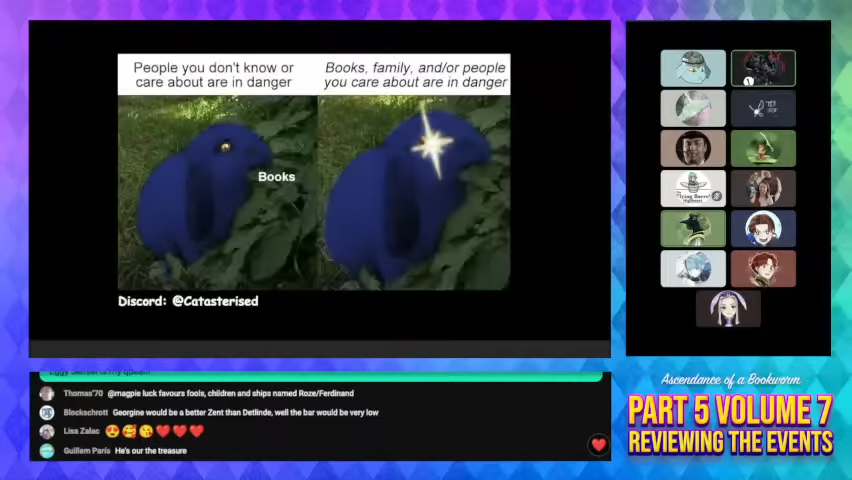 People you don't know or
care about are in danger
Books, family, and/or people
you care about are in danger
Books
Discord: @Catasterised
Thomas'70 @magpie luck favours fools, children and ships named Roze/Ferdinand
Blockschrott Georgine would be a better Zent than Detlinde, well the bar would be very low
Lisa Zalac 😍🥰😘❤️❤️❤️
Guillem París He's our the treasure
Ascendance of a Bookworm
PART 5 VOLUME 7
REVIEWING THE EVENTS